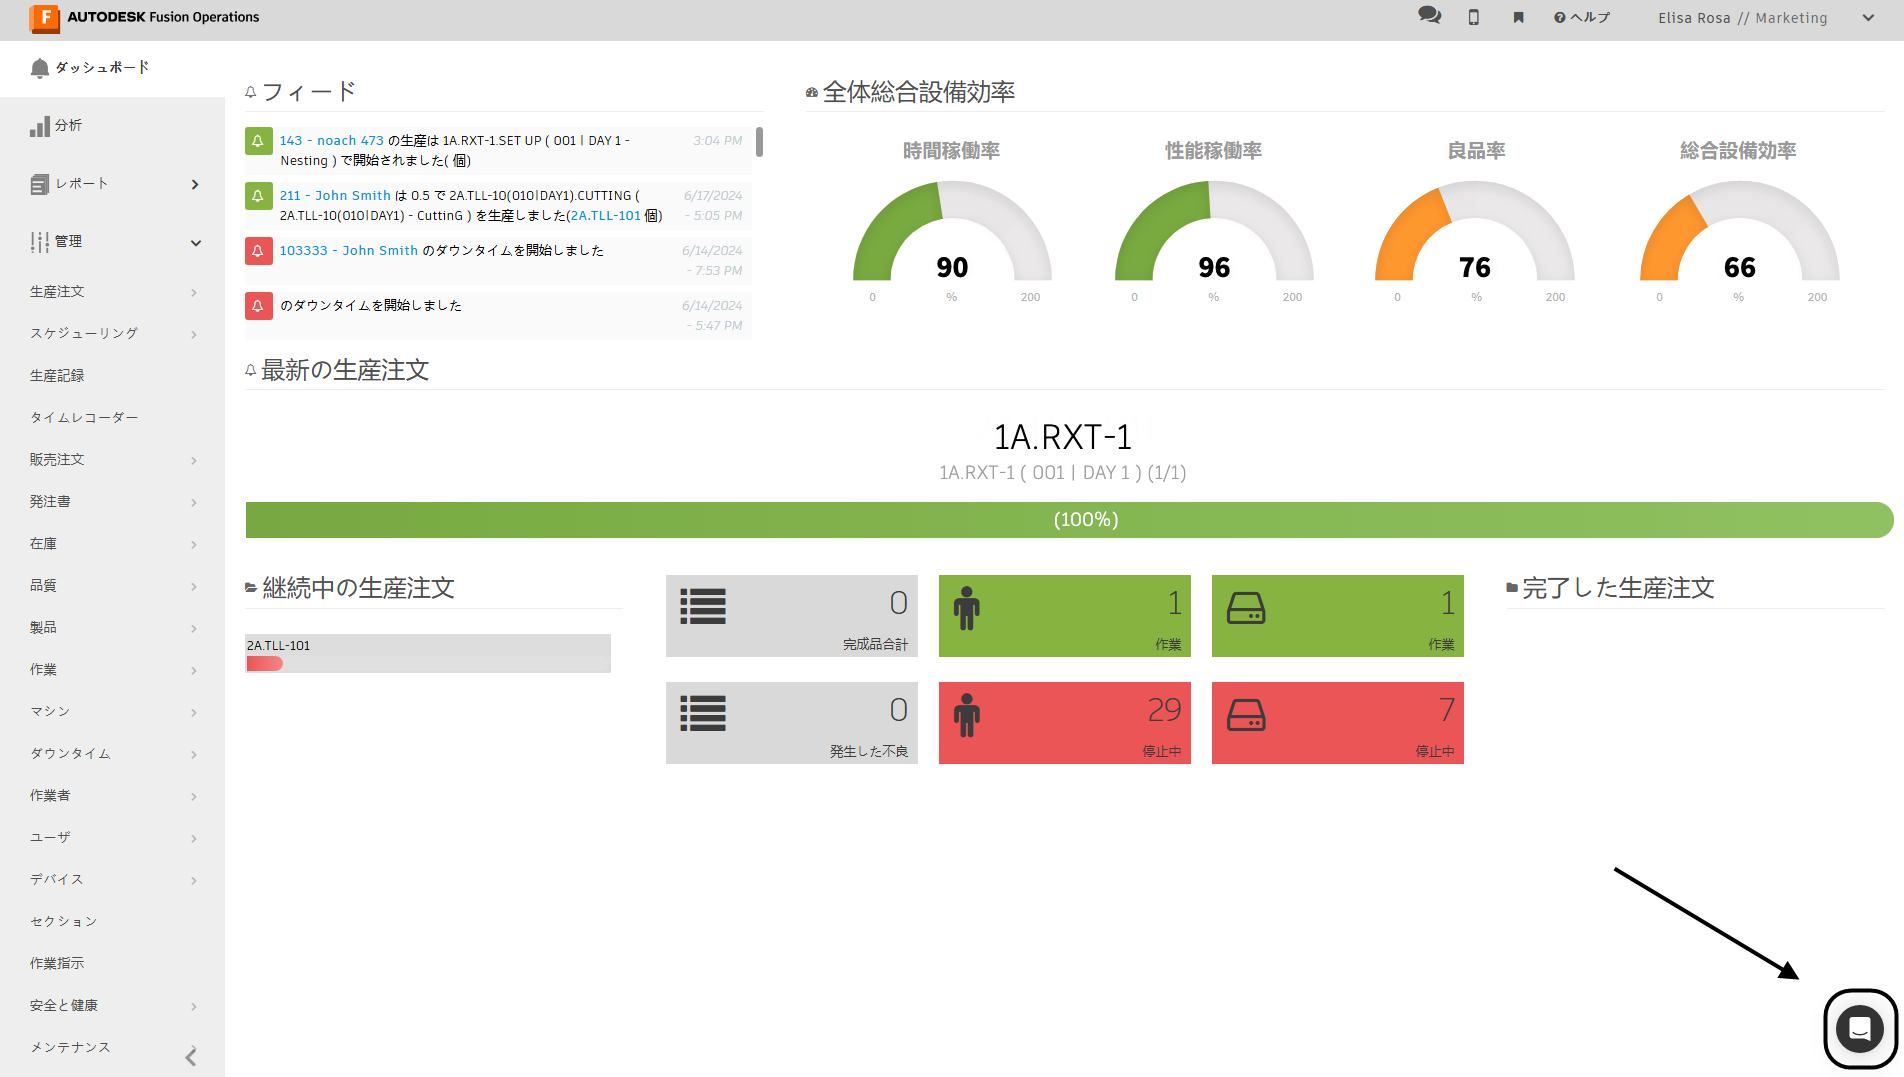 AUTODESK Fusion Operations
ヘルプ
Elisa Rosa // Marketing
ダッシュボード
分析
レポート
管理
生産注文
スケジューリング
生産記録
タイムレコーダー
販売注文
発注書
在庫
品質
製品
作業
マシン
ダウンタイム
作業者
ユーザ
デバイス
セクション
作業指示
安全と健康
メンテナンス
フィード
143 - noach 473 の生産は 1A.RXT-1.SET UP ( 001 | DAY 1 -
Nesting ) で開始されました( 個)
3:04 PM
211 - John Smith は 0.5 で 2A.TLL-10(010|DAY1).CUTTING (
2A.TLL-10(010|DAY1) - CuttinG ) を生産しました(2A.TLL-101 個)
6/17/2024
- 5:05 PM
103333 - John Smith のダウンタイムを開始しました
6/14/2024
- 7:53 PM
のダウンタイムを開始しました
6/14/2024
- 5:47 PM
全体総合設備効率
時間稼働率
90
0 % 200
性能稼働率
96
0 % 200
良品率
76
0 % 200
総合設備効率
66
0 % 200
最新の生産注文
1A.RXT-1
1A.RXT-1 ( 001 | DAY 1 ) (1/1)
(100%)
継続中の生産注文
2A.TLL-101
0
完成品合計
1
作業
1
作業
0
発生した不良
29
停止中
7
停止中
完了した生産注文